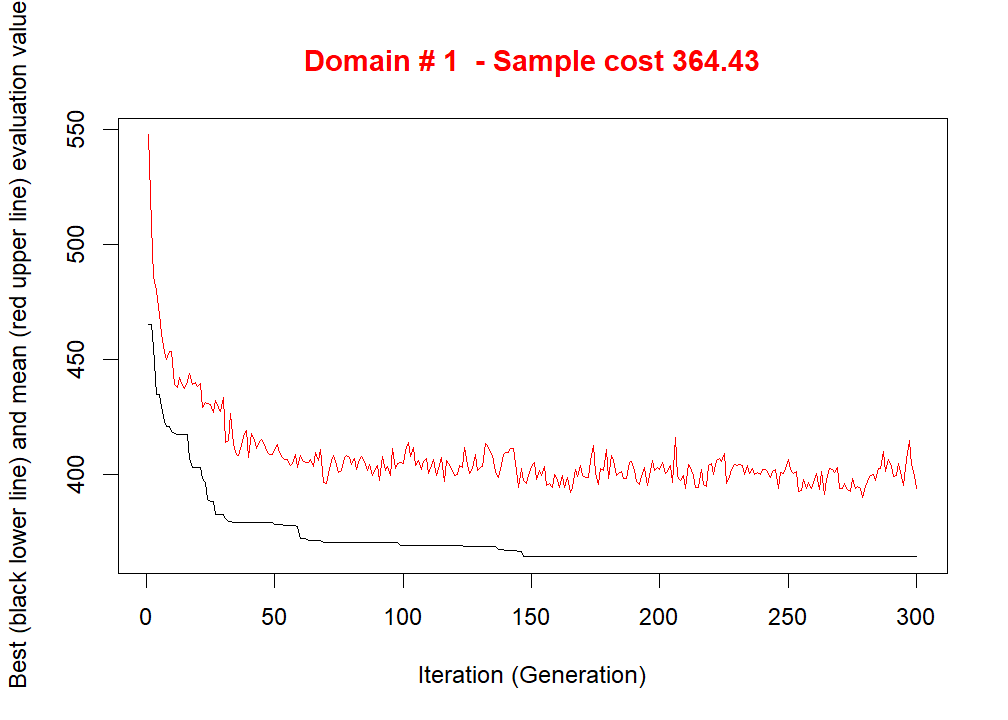 Domain # 1  - Sample cost 364.43
Best (black lower line) and mean (red upper line) evaluation value
550
500
450
400
0 50 100 150 200 250 300
Iteration (Generation)